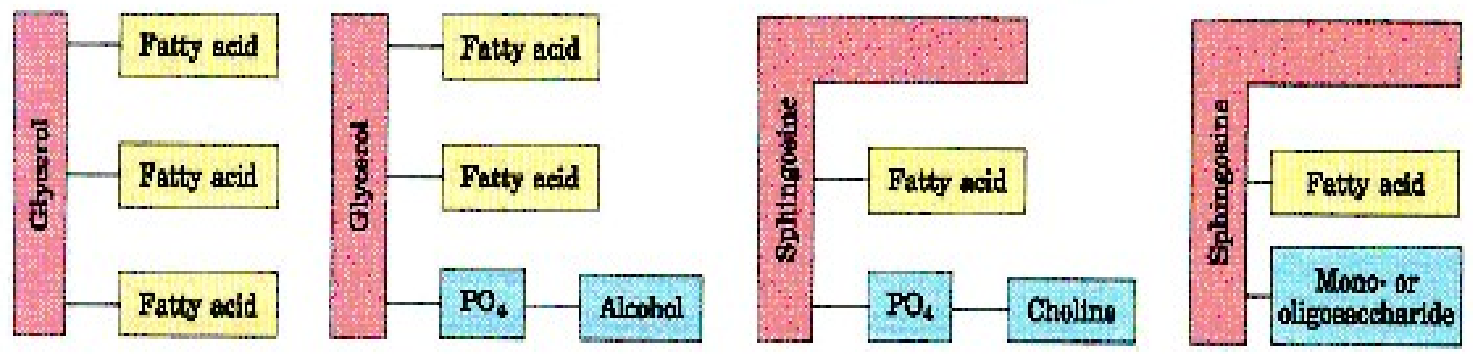 Glycerol
Fatty acid
Fatty acid
Fatty acid
Glycerol
Fatty acid
Fatty acid
PO₄
Alcohol
Sphingosine
Fatty acid
PO₄
Choline
Sphingosine
Fatty acid
Mono- or
oligosaccharide